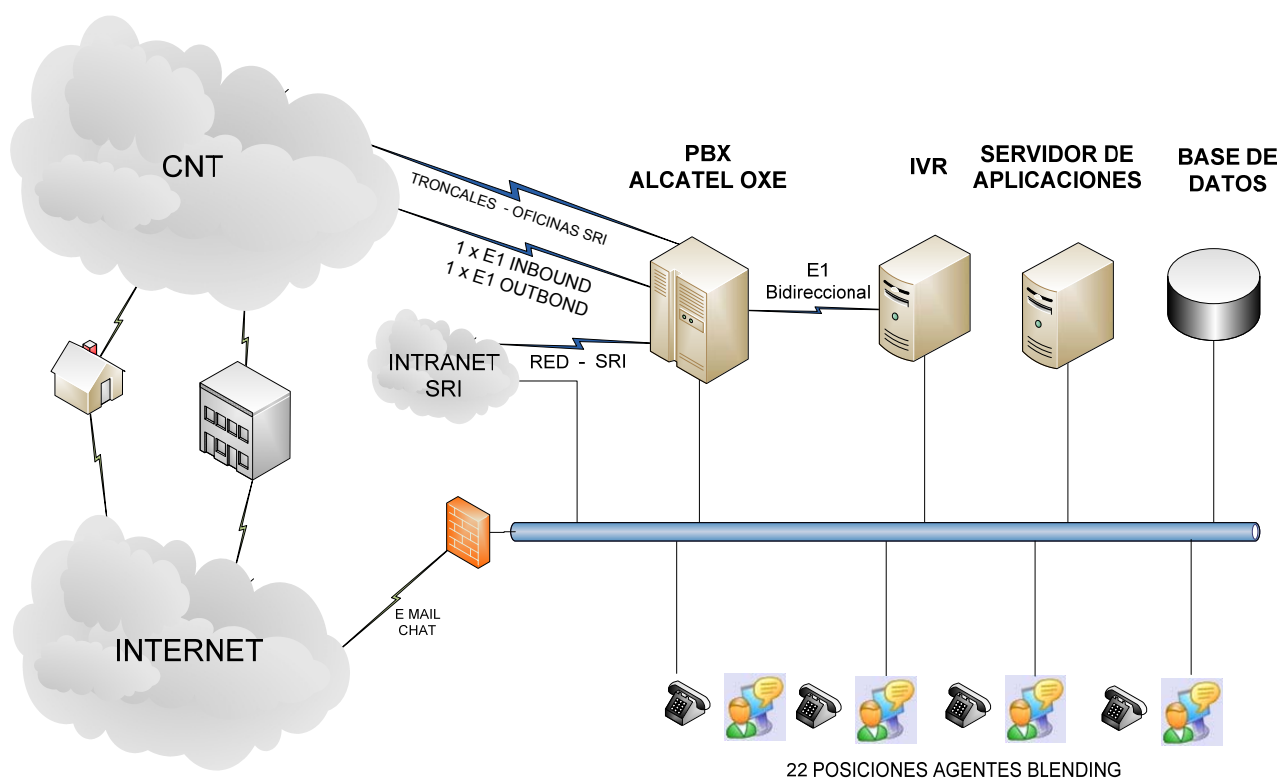 CNT
TRONCALES - OFICINAS SRI
1 x E1 INBOUND
1 x E1 OUTBOND
PBX
ALCATEL OXE
IVR
SERVIDOR DE
APLICACIONES
BASE DE
DATOS
E1
Bidireccional
INTRANET
SRI
RED - SRI
INTERNET
E MAIL
CHAT
22 POSICIONES AGENTES BLENDING